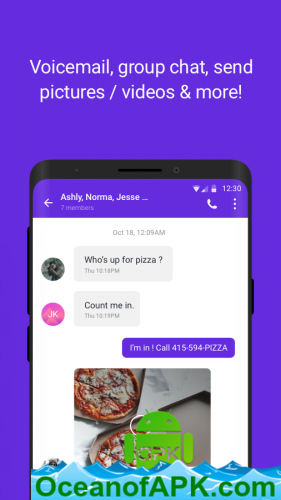 Voicemail, group chat, send
pictures / videos & more!
12:30
Ashly, Norma, Jesse ...
7 members
Oct 18, 12:09AM
Who's up for pizza ?
Thu 10:18PM
JK
Count me in.
Thu 10:19PM
I'm in ! Call 415-594-PIZZA
APK
OceanofAPK.com